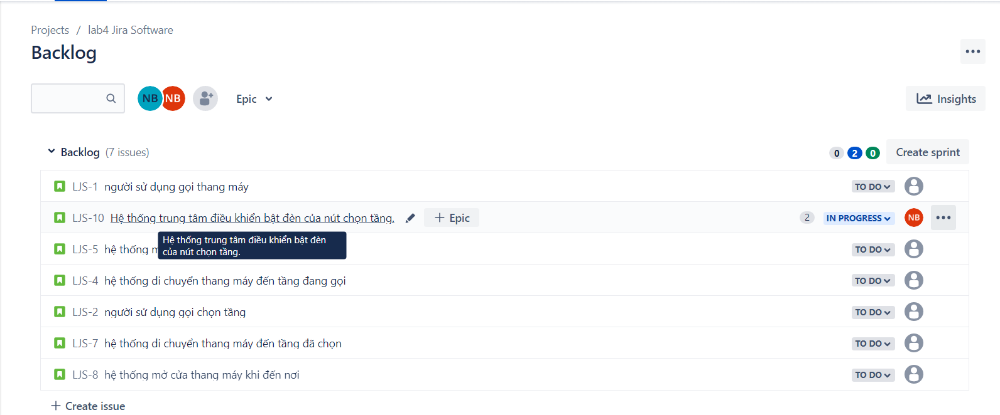 Projects / lab4 Jira Software
Backlog
NB NB Epic
Insights
Backlog (7 issues) 0 2 0 Create sprint
LJS-1 người sử dụng gọi thang máy TO DO
LJS-10 Hệ thống trung tâm điều khiển bật đèn của nút chọn tầng. + Epic 2 IN PROGRESS NB
Hệ thống trung tâm điều khiển bật đèn
của nút chọn tầng.
LJS-5 hệ thống TO DO
LJS-4 hệ thống di chuyển thang máy đến tầng đang gọi TO DO
LJS-2 người sử dụng gọi chọn tầng TO DO
LJS-7 hệ thống di chuyển thang máy đến tầng đã chọn TO DO
LJS-8 hệ thống mở cửa thang máy khi đến nơi TO DO
+ Create issue